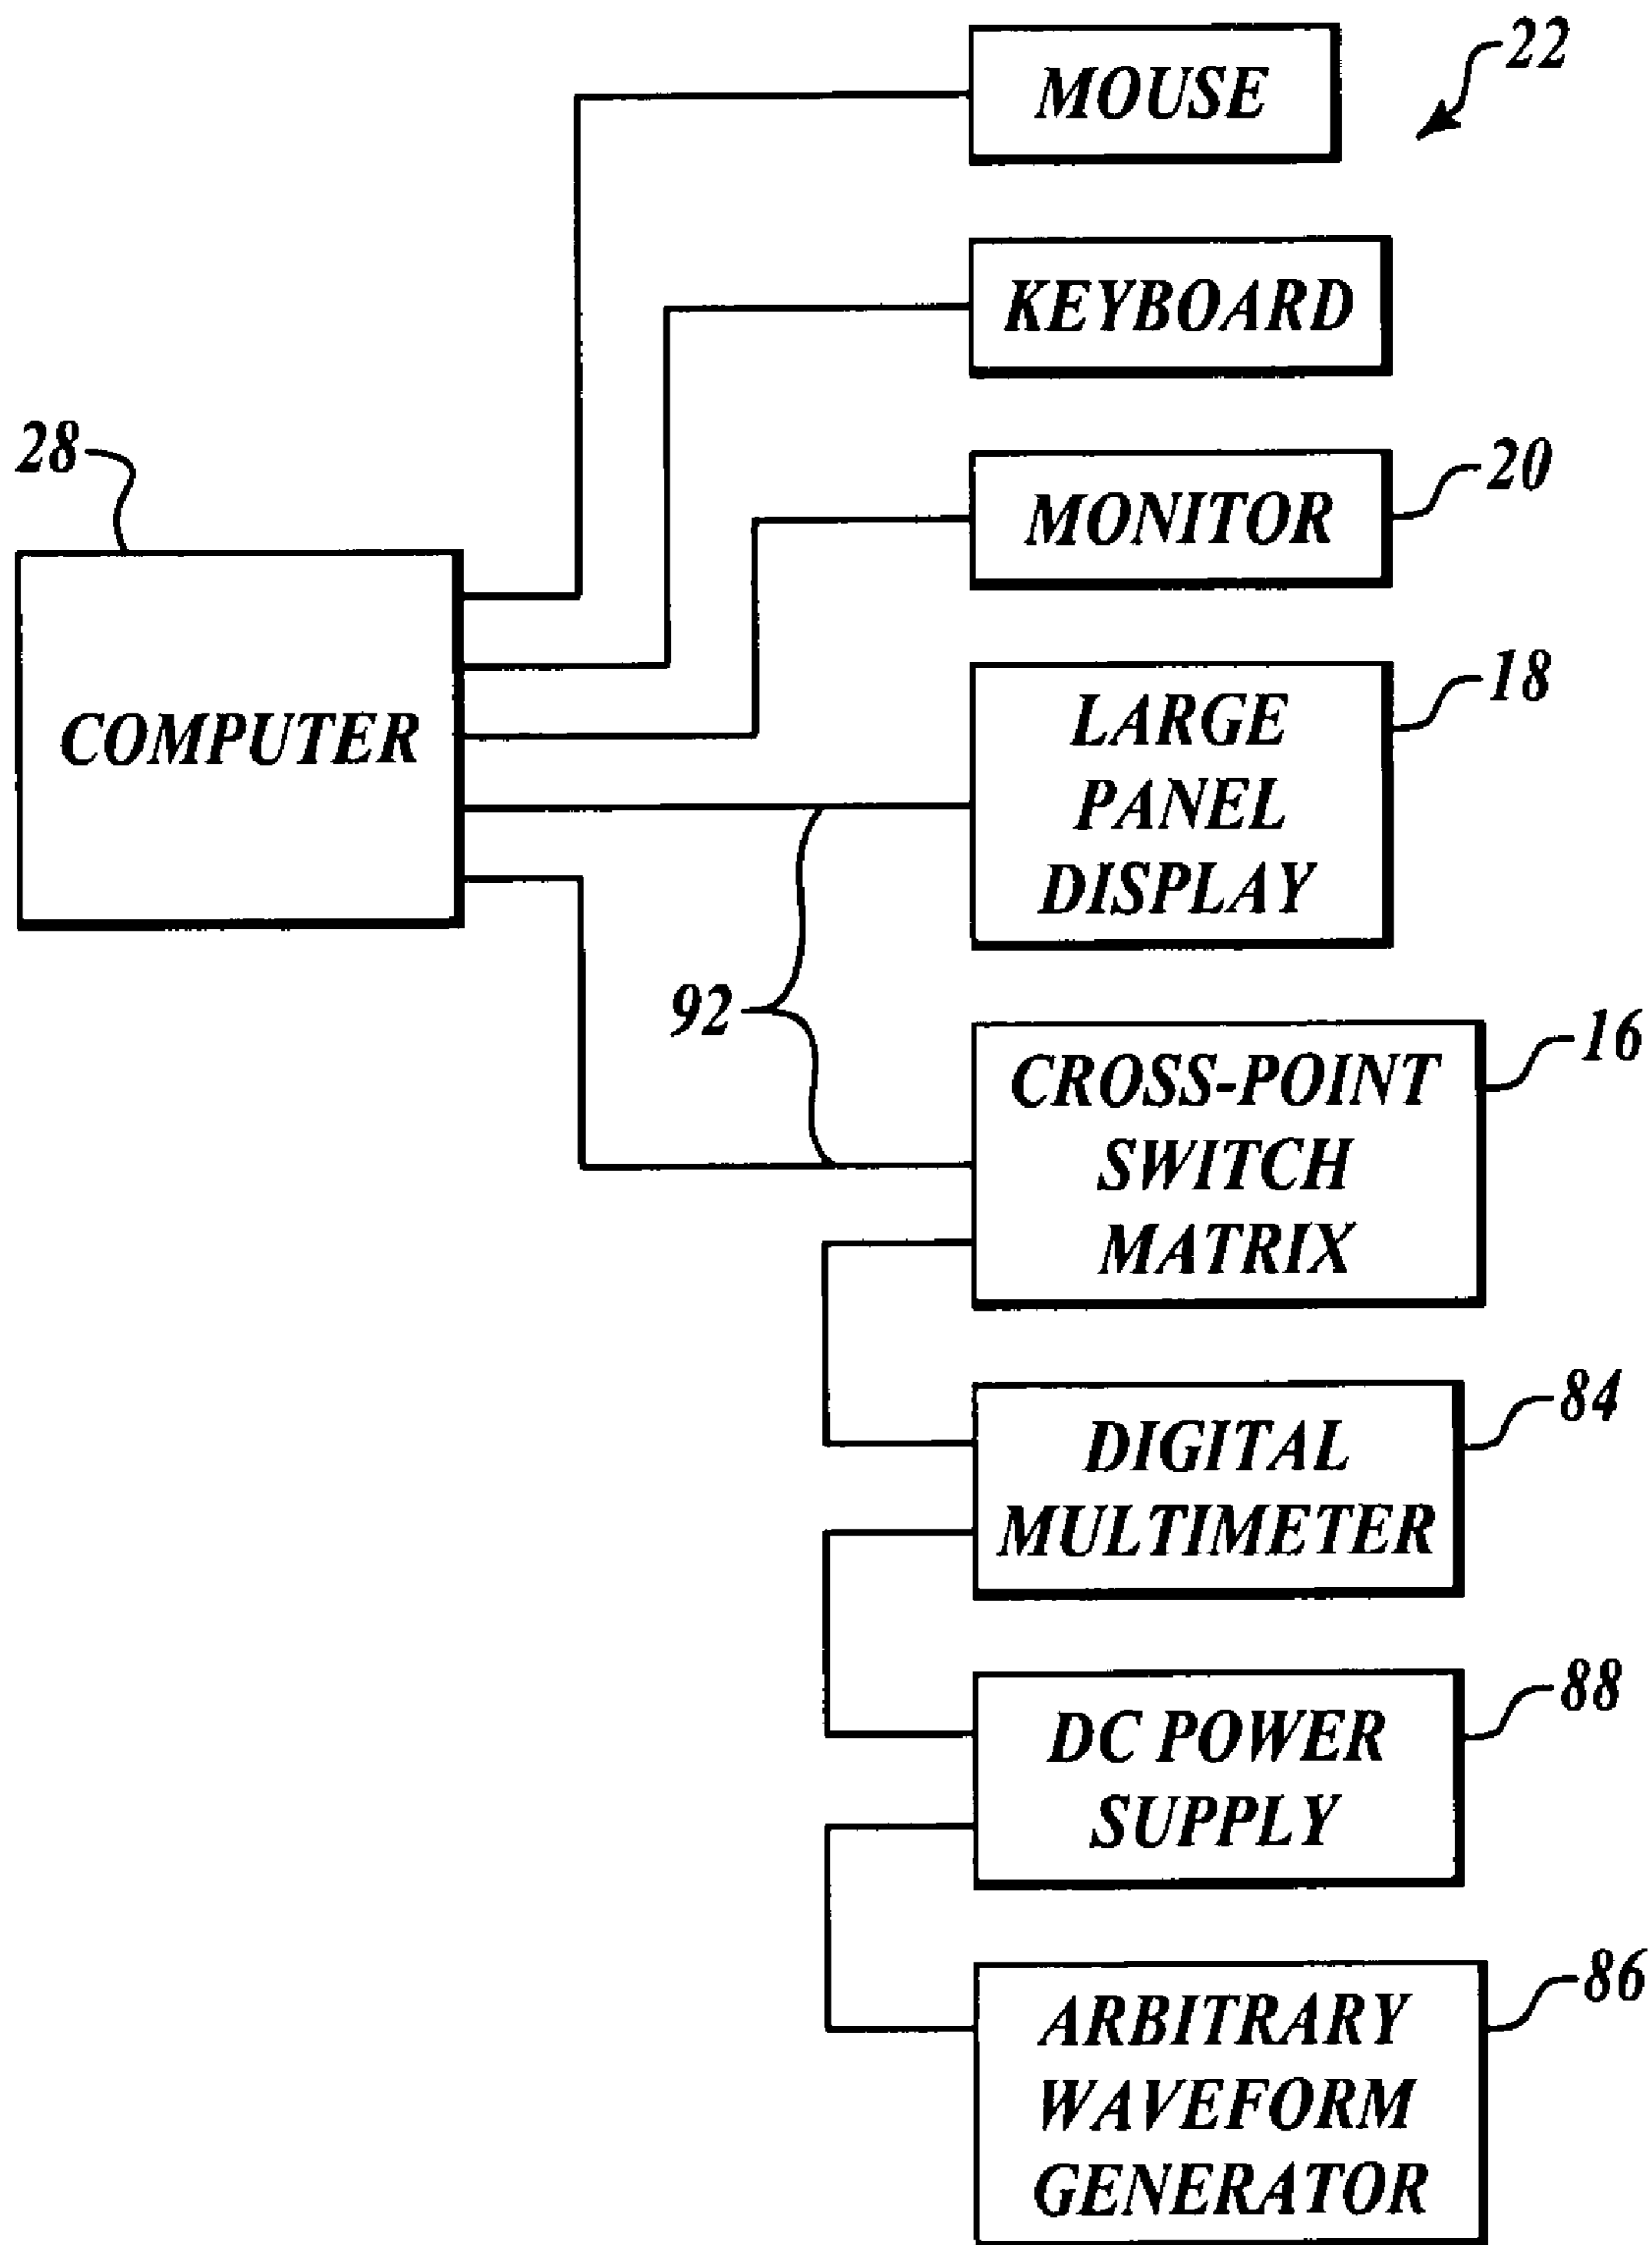 22
MOUSE
KEYBOARD
28
20
MONITOR
18
COMPUTER
LARGE
PANEL
DISPLAY
92
16
CROSS-POINT
SWITCH
MATRIX
84
DIGITAL
MULTIMETER
88
DC POWER
SUPPLY
86
ARBITRARY
WAVEFORM
GENERATOR